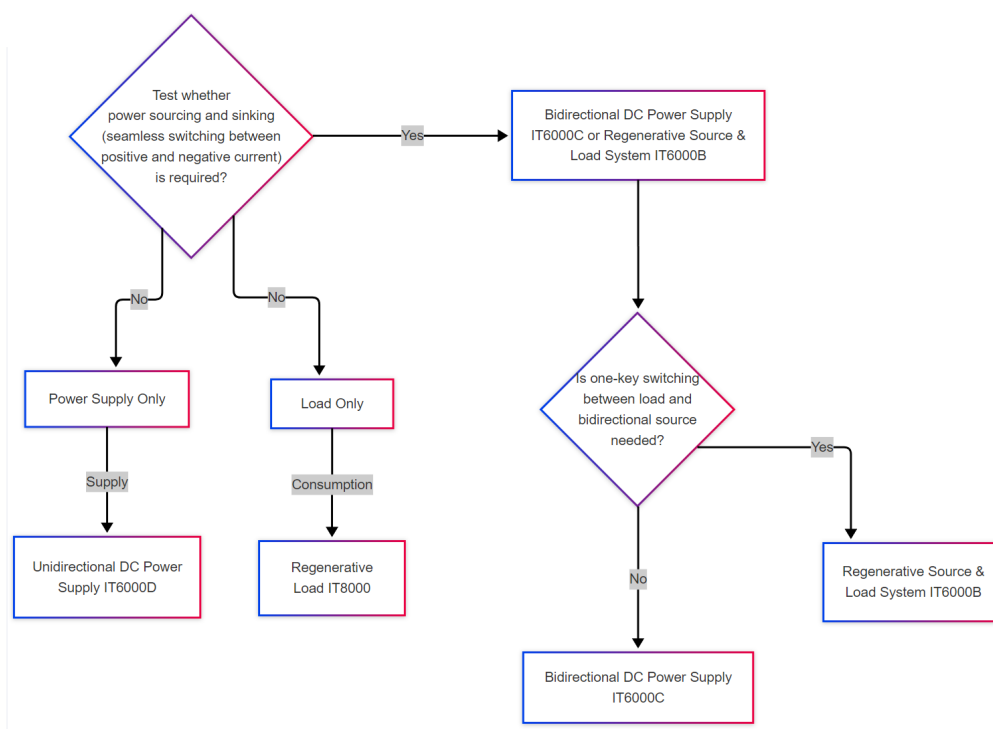 Test whether
power sourcing and sinking
(seamless switching between
positive and negative current)
is required?
Yes
Bidirectional DC Power Supply
IT6000C or Regenerative Source &
Load System IT6000B
No
No
Power Supply Only
Load Only
Supply
Consumption
Unidirectional DC Power
Supply IT6000D
Regenerative
Load IT8000
Is one-key switching
between load and
bidirectional source
needed?
Yes
No
Regenerative Source &
Load System IT6000B
Bidirectional DC Power Supply
IT6000C